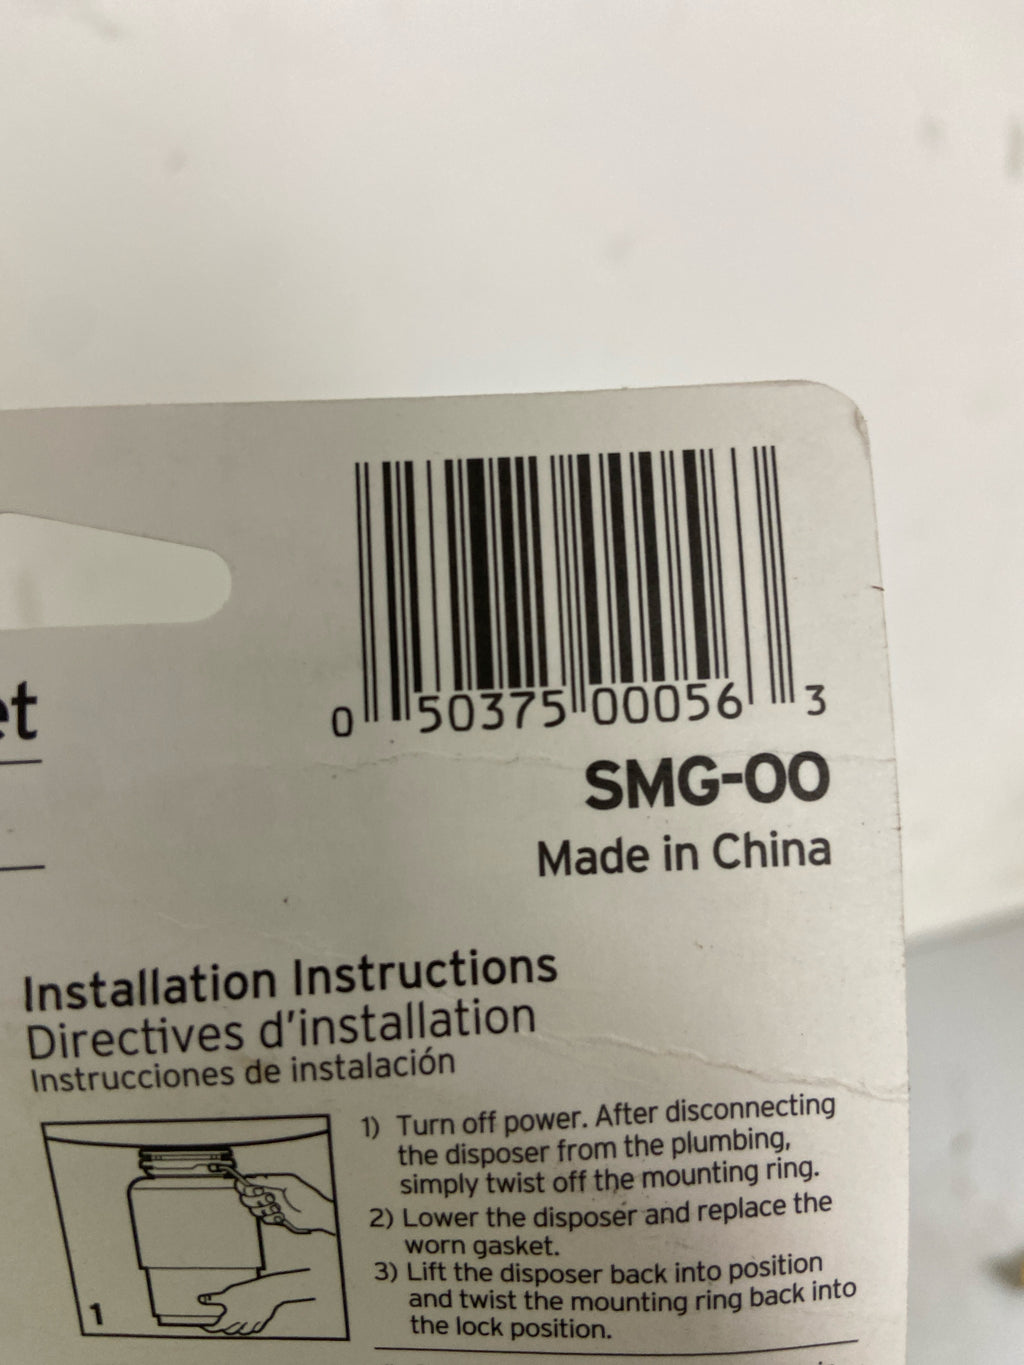 et
0 50375 00056 3
SMG-00
Made in China
Installation Instructions
Directives d'installation
Instrucciones de instalación
1
1) Turn off power. After disconnecting
the disposer from the plumbing,
simply twist off the mounting ring.
2) Lower the disposer and replace the
worn gasket.
3) Lift the disposer back into position
and twist the mounting ring back into
the lock position.